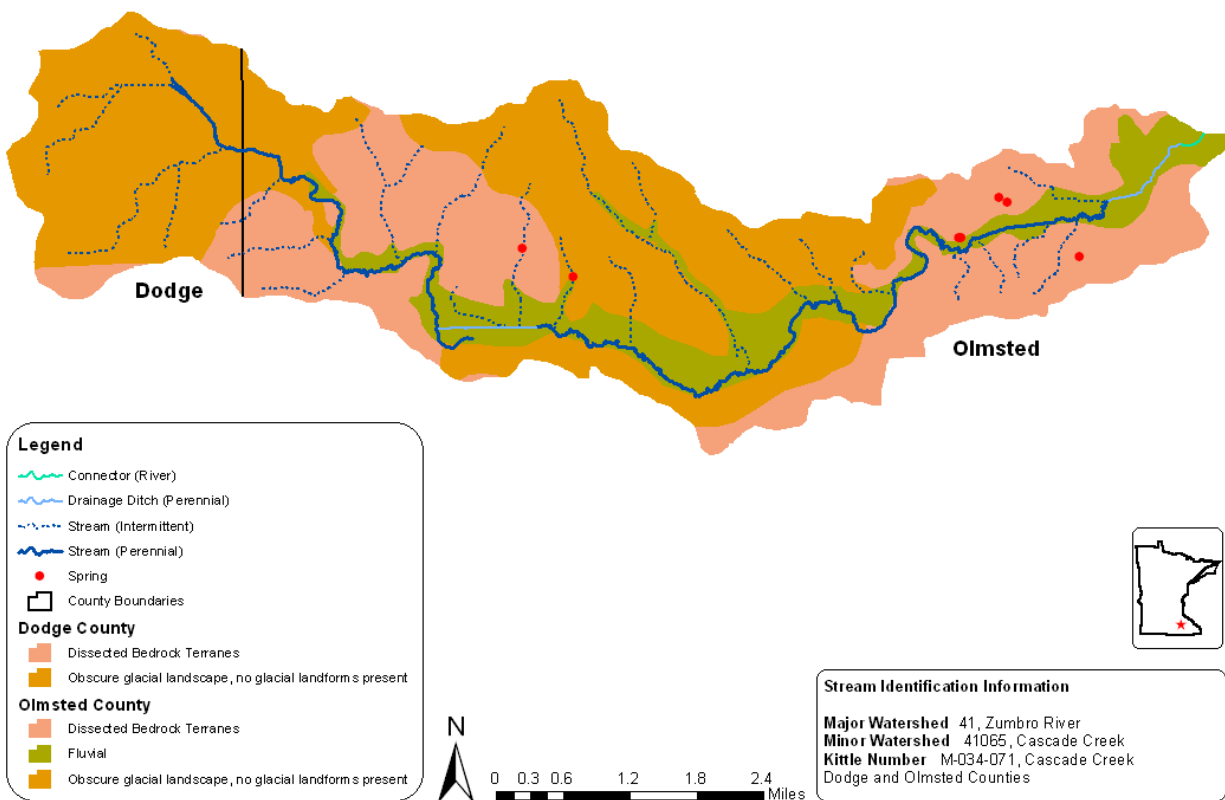 Dodge
Olmsted
Legend
Connector (River)
Drainage Ditch (Perennial)
Stream (Intermittent)
Stream (Perennial)
Spring
County Boundaries
Dodge County
Dissected Bedrock Terranes
Obscure glacial landscape, no glacial landforms present
Olmsted County
Dissected Bedrock Terranes
Fluvial
Obscure glacial landscape, no glacial landforms present
N
0 0.3 0.6 1.2 1.8 2.4
Miles
Stream Identification Information
Major Watershed 41, Zumbro River
Minor Watershed 41065, Cascade Creek
Kittle Number M-034-071, Cascade Creek
Dodge and Olmsted Counties